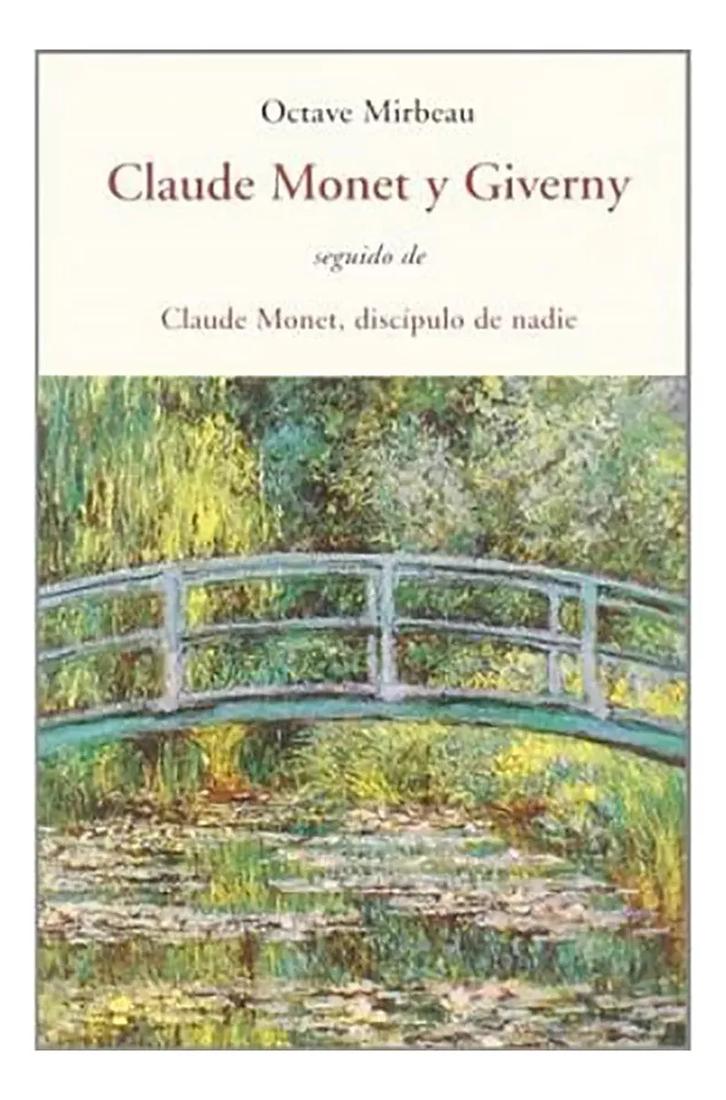 Octave Mirbeau
Claude Monet y Giverny
seguido de
Claude Monet, discípulo de nadie